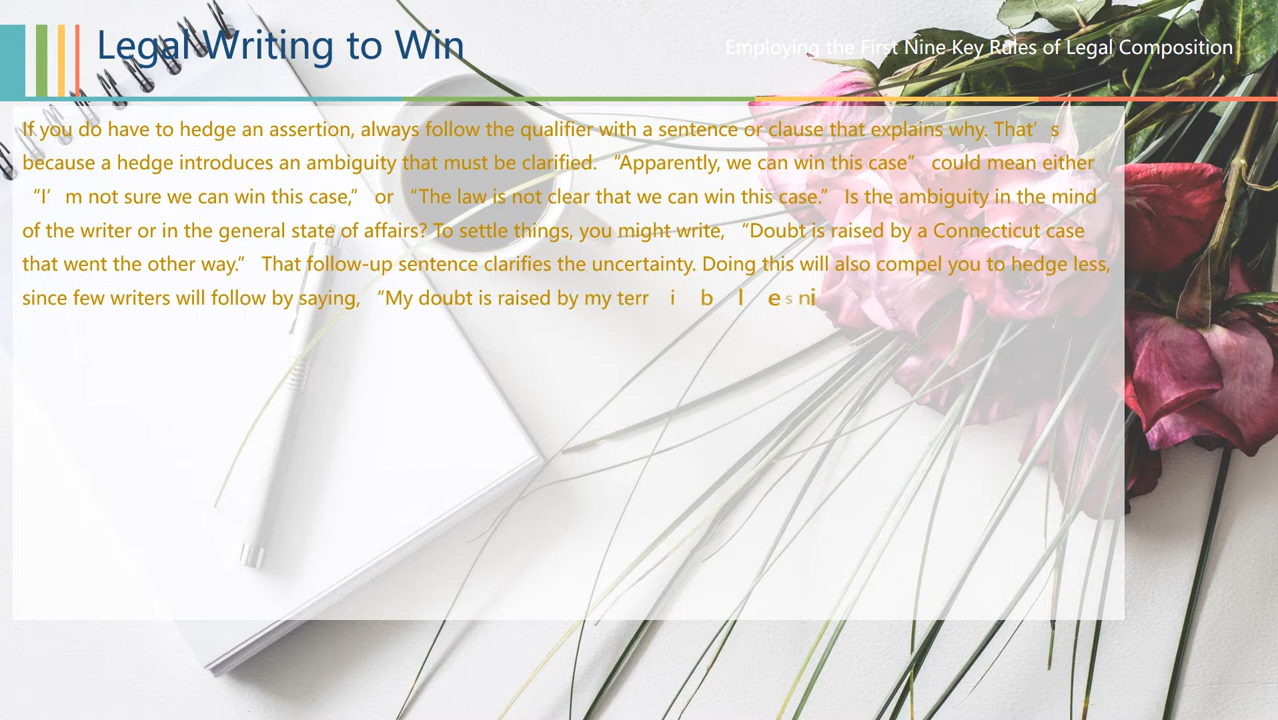 Legal Writing to Win
Employing the First Nine Key Rules of Legal Composition
If you do have to hedge an assertion, always follow the qualifier with a sentence or clause that explains why. That’s
because a hedge introduces an ambiguity that must be clarified. “Apparently, we can win this case” could mean either
“I’m not sure we can win this case,” or “The law is not clear that we can win this case.” Is the ambiguity in the mind
of the writer or in the general state of affairs? To settle things, you might write, “Doubt is raised by a Connecticut case
that went the other way.” That follow-up sentence clarifies the uncertainty. Doing this will also compel you to hedge less,
since few writers will follow by saying, “My doubt is raised by my terrible